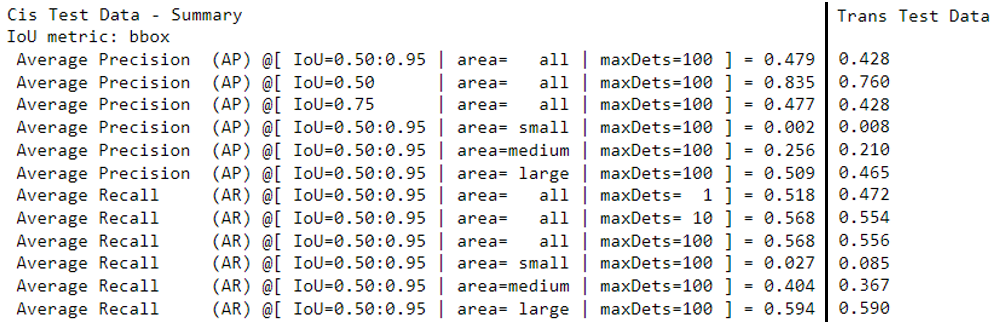 Cis Test Data - Summary Trans Test Data
IoU metric: bbox
Average Precision  (AP) @[ IoU=0.50:0.95 | area=   all | maxDets=100 ] = 0.479 0.428
Average Precision  (AP) @[ IoU=0.50      | area=   all | maxDets=100 ] = 0.835 0.760
Average Precision  (AP) @[ IoU=0.75      | area=   all | maxDets=100 ] = 0.477 0.428
Average Precision  (AP) @[ IoU=0.50:0.95 | area= small | maxDets=100 ] = 0.002 0.008
Average Precision  (AP) @[ IoU=0.50:0.95 | area=medium | maxDets=100 ] = 0.256 0.210
Average Precision  (AP) @[ IoU=0.50:0.95 | area= large | maxDets=100 ] = 0.509 0.465
Average Recall     (AR) @[ IoU=0.50:0.95 | area=   all | maxDets=  1 ] = 0.518 0.472
Average Recall     (AR) @[ IoU=0.50:0.95 | area=   all | maxDets= 10 ] = 0.568 0.554
Average Recall     (AR) @[ IoU=0.50:0.95 | area=   all | maxDets=100 ] = 0.568 0.556
Average Recall     (AR) @[ IoU=0.50:0.95 | area= small | maxDets=100 ] = 0.027 0.085
Average Recall     (AR) @[ IoU=0.50:0.95 | area=medium | maxDets=100 ] = 0.404 0.367
Average Recall     (AR) @[ IoU=0.50:0.95 | area= large | maxDets=100 ] = 0.594 0.590